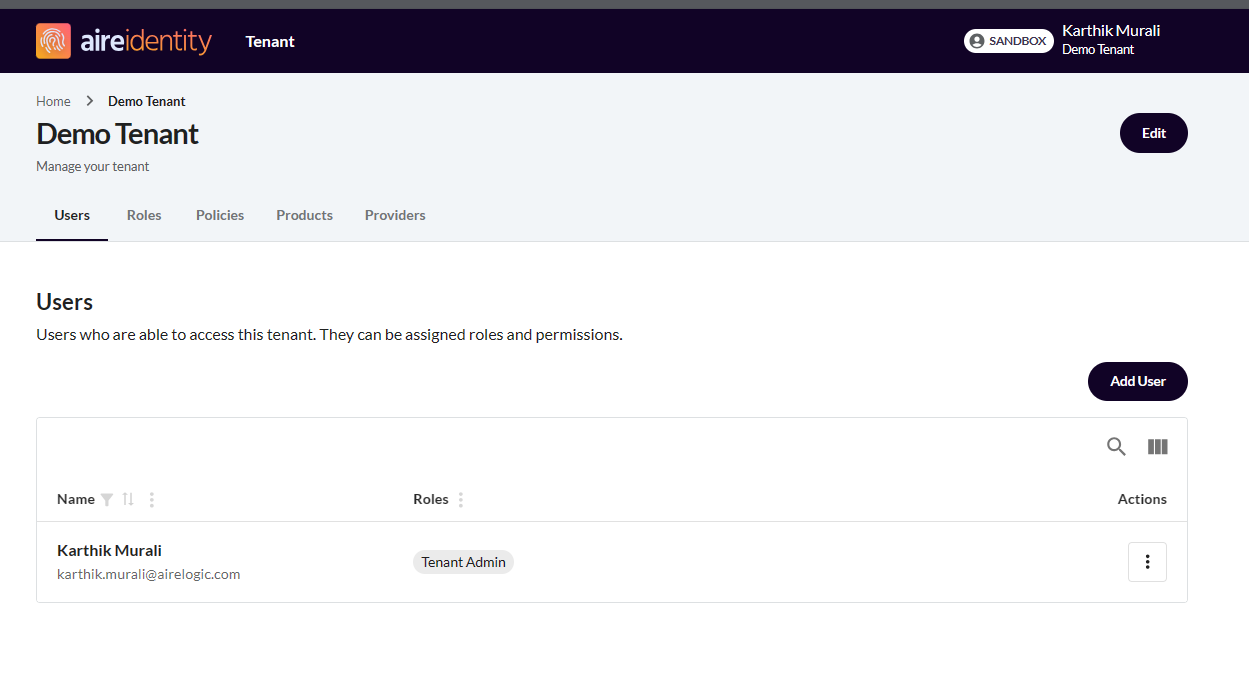 aireidentity
Tenant
SANDBOX
Karthik Murali
Demo Tenant
Home > Demo Tenant
Demo Tenant
Edit
Manage your tenant
Users Roles Policies Products Providers
Users
Users who are able to access this tenant. They can be assigned roles and permissions.
Add User
Name Roles Actions
Karthik Murali
karthik.murali@airelogic.com
Tenant Admin